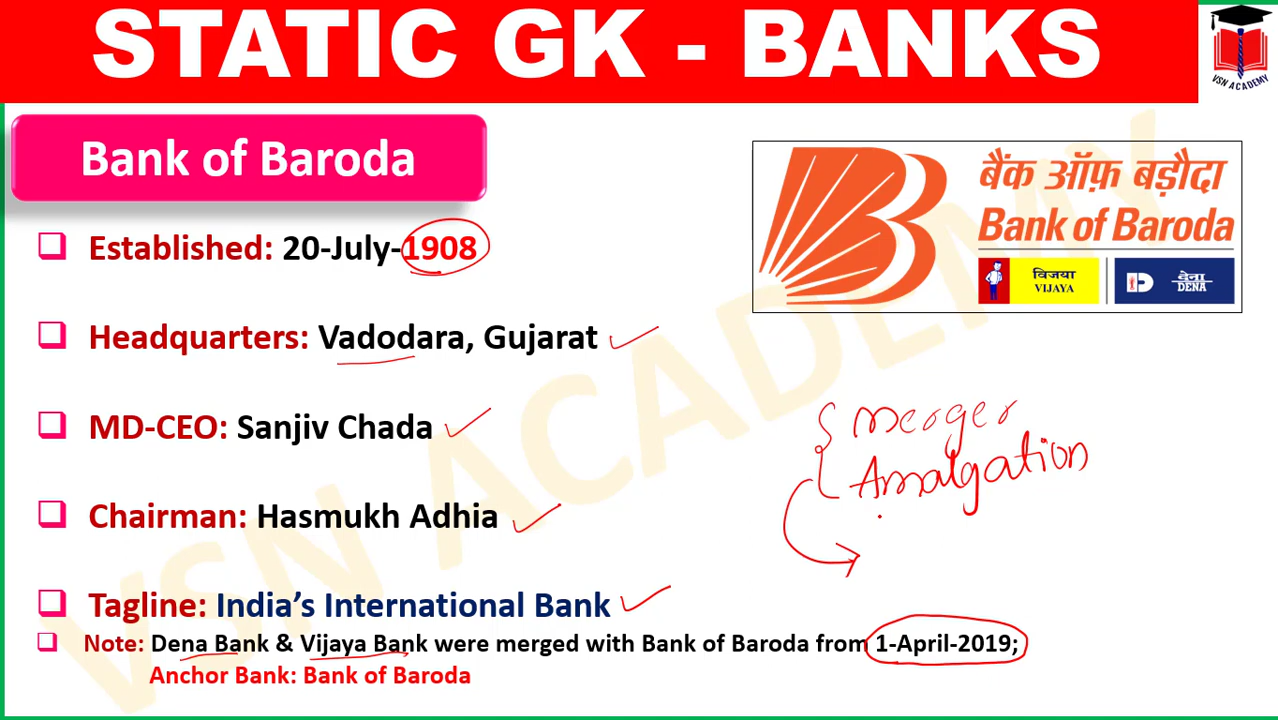 STATIC GK - BANKS
VSN ACADEMY
Bank of Baroda
बैंक ऑफ़ बड़ौदा
Bank of Baroda
विजया
VIJAYA
देना
DENA
Established: 20-July-1908
Headquarters: Vadodara, Gujarat
MD-CEO: Sanjiv Chada
Merger
Amalgation
Chairman: Hasmukh Adhia
Tagline: India’s International Bank
Note: Dena Bank & Vijaya Bank were merged with Bank of Baroda from 1-April-2019;
Anchor Bank: Bank of Baroda
VSN ACADEMY